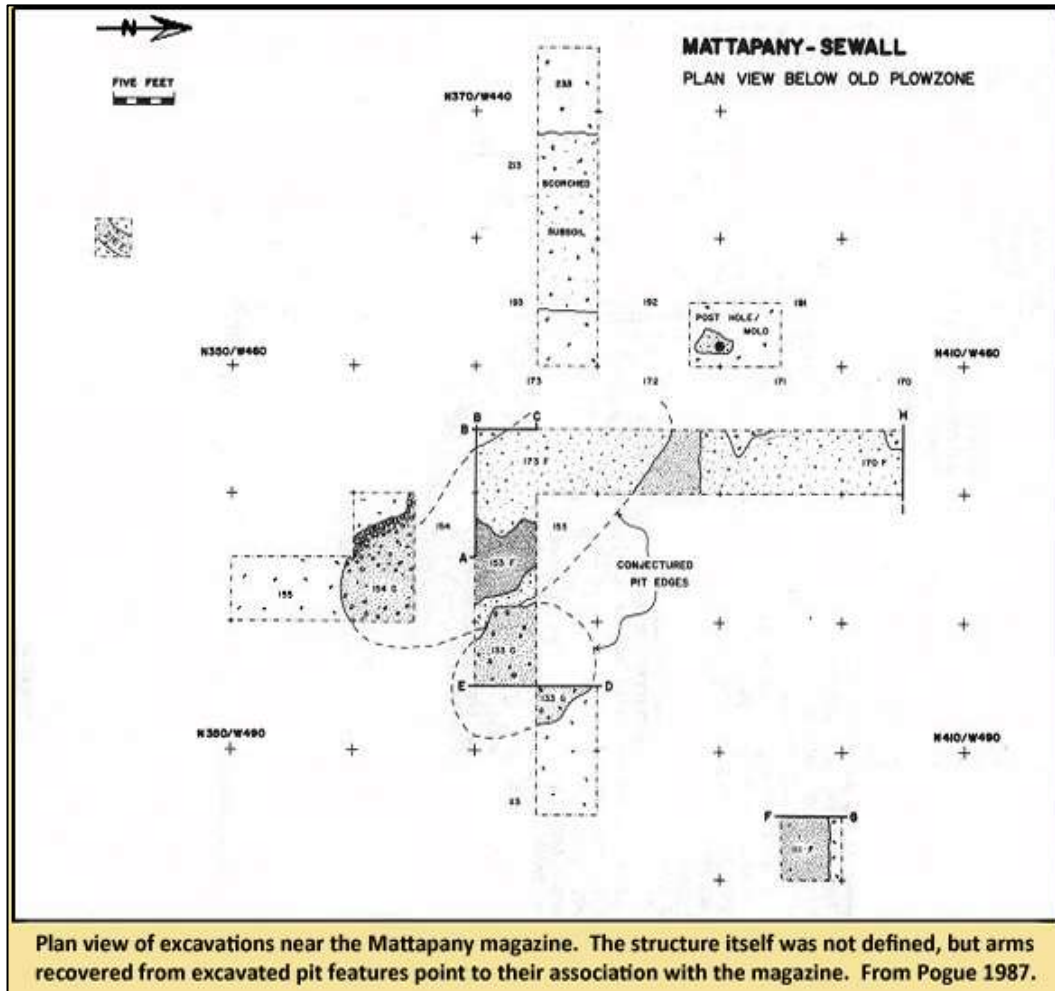 N
MATTAPANY-SEWALL
PLAN VIEW BELOW OLD PLOWZONE
FIVE FEET
233
N370/W440
213
SCORCHED
SUBSOIL
193
192
191
POST HOLE/
MOLD
N350/W460
N410/W460
173
172
171
170
B
C
H
B
173 F
170 F
154
153
A
153 F
CONJECTURED
PIT EDGES
154 G
155
I
133 G
E
D
133 G
N350/W490
N410/W490
F
G
111 F
Plan view of excavations near the Mattapany magazine. The structure itself was not defined, but arms
recovered from excavated pit features point to their association with the magazine. From Pogue 1987.